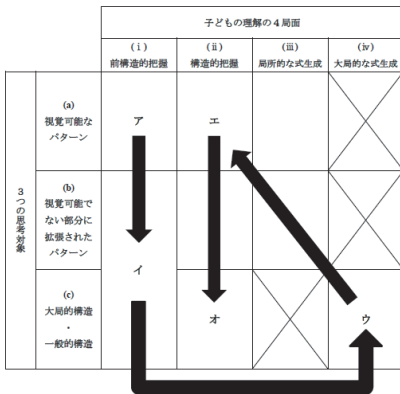 子どもの理解の４局面
(ⅰ)
前構造的把握
(ⅱ)
構造的把握
(ⅲ)
局所的な式生成
(ⅳ)
大局的な式生成
３つの思考対象
(a)
視覚可能な
パターン
ア
エ
(b)
視覚可能で
ない部分に
拡張された
パターン
イ
(c)
大局的構造
・
一般的構造
オ
ウ